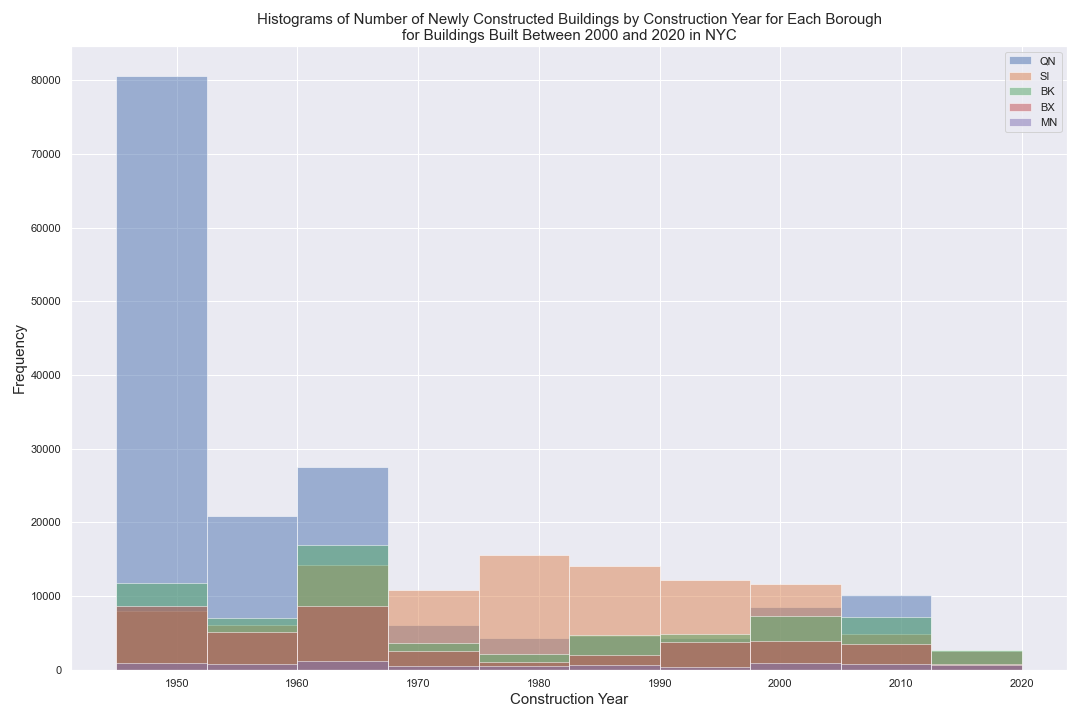 Histograms of Number of Newly Constructed Buildings by Construction Year for Each Borough
for Buildings Built Between 2000 and 2020 in NYC
QN
SI
BK
BX
MN
80000
70000
60000
50000
40000
30000
20000
10000
0
Frequency
1950 1960 1970 1980 1990 2000 2010 2020
Construction Year